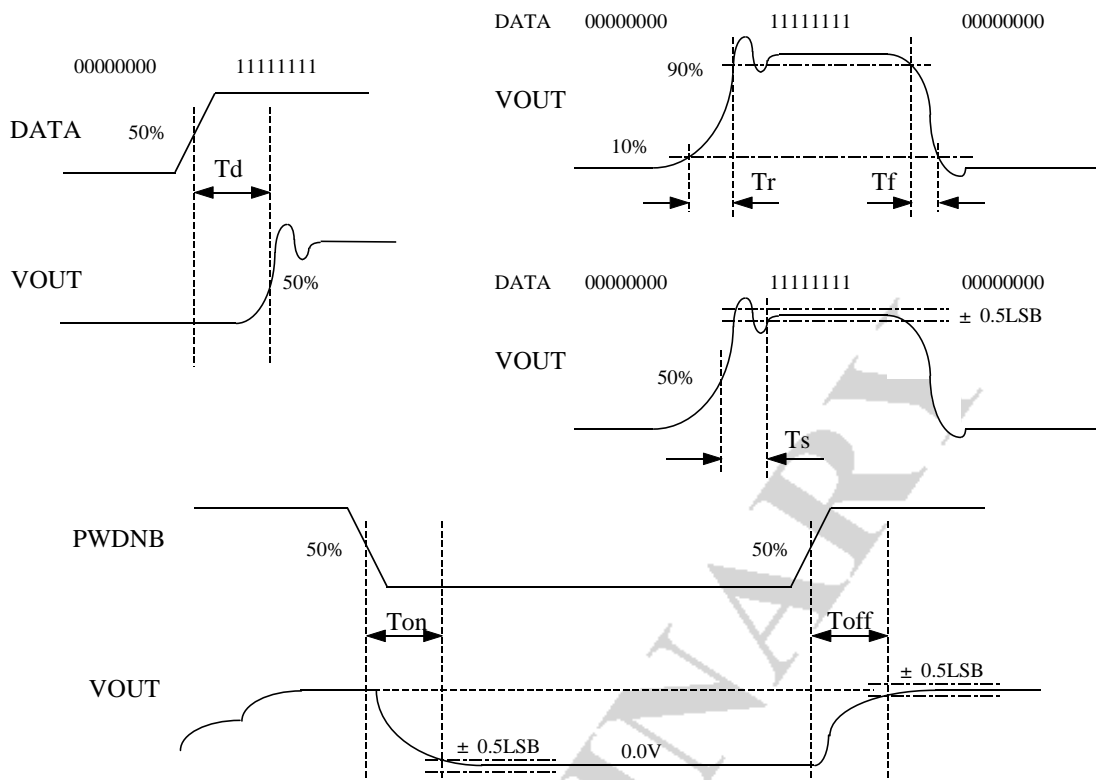 00000000 11111111
DATA 50%
Td
VOUT
50%
DATA 00000000 11111111 00000000
90%
VOUT
10%
Tr Tf
DATA 00000000 11111111 00000000
± 0.5LSB
VOUT
50%
Ts
PWDNB
50% 50%
Ton Toff
VOUT
± 0.5LSB
± 0.5LSB 0.0V
INARY